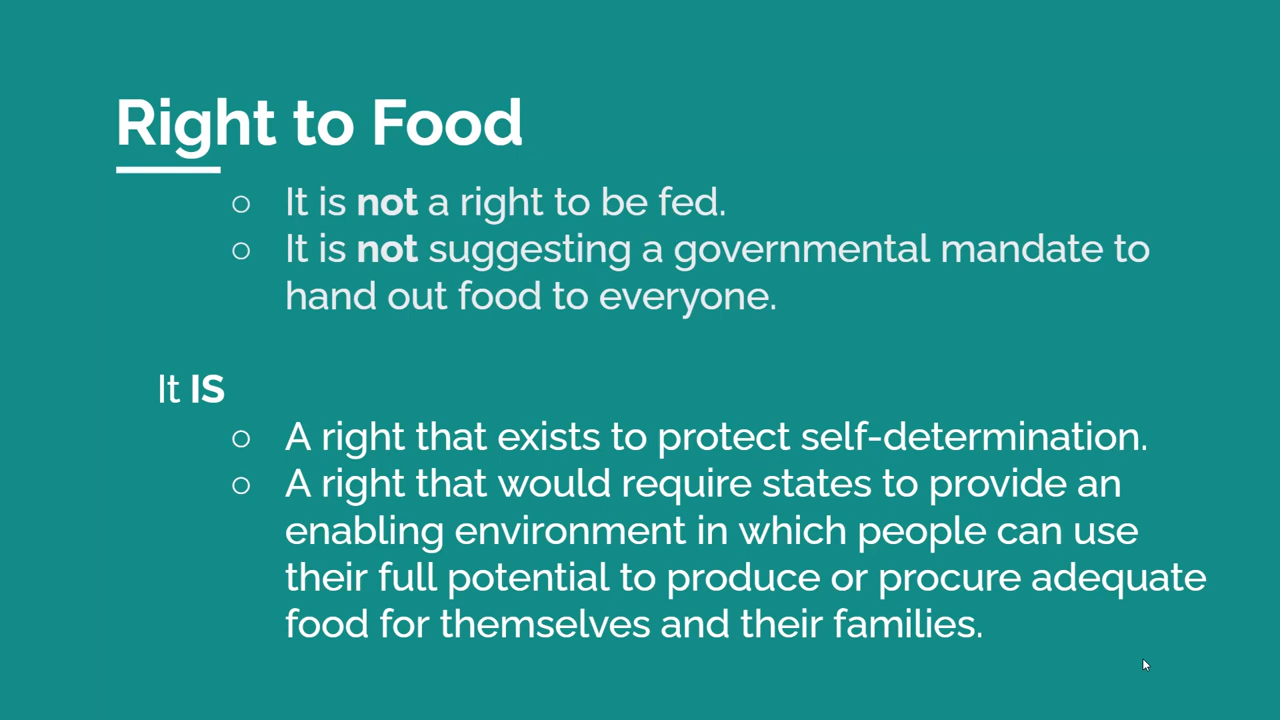 Right to Food
○ It is not a right to be fed.
○ It is not suggesting a governmental mandate to
hand out food to everyone.
It IS
○ A right that exists to protect self-determination.
○ A right that would require states to provide an
enabling environment in which people can use
their full potential to produce or procure adequate
food for themselves and their families.